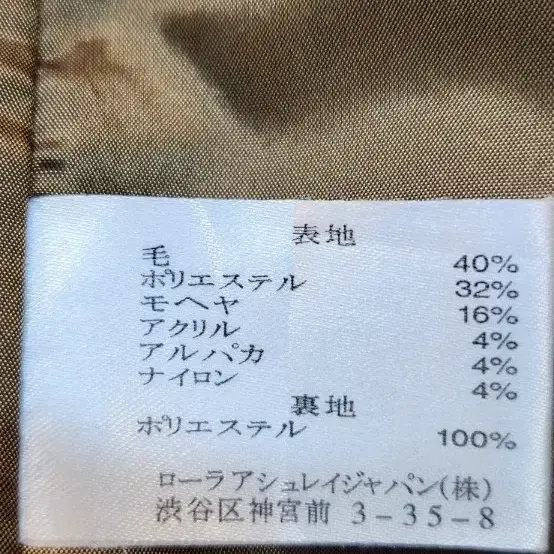 表地
毛 40%
ポリエステル 32%
モヘヤ 16%
アクリル 4%
アルパカ 4%
ナイロン 4%
裏地
ポリエステル 100%
ローラアシュレイジャパン(株)
渋谷区神宮前 3-35-8